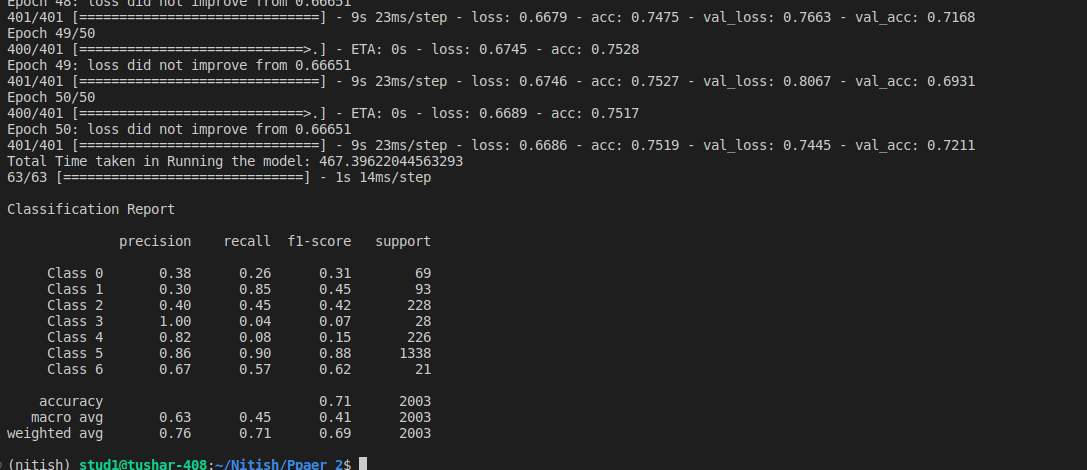 Epoch 48: loss did not improve from 0.66651
401/401 [==============================] - 9s 23ms/step - loss: 0.6679 - acc: 0.7475 - val_loss: 0.7663 - val_acc: 0.7168
Epoch 49/50
400/401 [============================>.] - ETA: 0s - loss: 0.6745 - acc: 0.7528
Epoch 49: loss did not improve from 0.66651
401/401 [==============================] - 9s 23ms/step - loss: 0.6746 - acc: 0.7527 - val_loss: 0.8067 - val_acc: 0.6931
Epoch 50/50
400/401 [============================>.] - ETA: 0s - loss: 0.6689 - acc: 0.7517
Epoch 50: loss did not improve from 0.66651
401/401 [==============================] - 9s 23ms/step - loss: 0.6686 - acc: 0.7519 - val_loss: 0.7445 - val_acc: 0.7211
Total Time taken in Running the model: 467.39622044563293
63/63 [==============================] - 1s 14ms/step
Classification Report
precision recall f1-score support
Class 0 0.38 0.26 0.31 69
Class 1 0.30 0.85 0.45 93
Class 2 0.40 0.45 0.42 228
Class 3 1.00 0.04 0.07 28
Class 4 0.82 0.08 0.15 226
Class 5 0.86 0.90 0.88 1338
Class 6 0.67 0.57 0.62 21
accuracy 0.71 2003
macro avg 0.63 0.45 0.41 2003
weighted avg 0.76 0.71 0.69 2003
(nitish) stud1@tushar-408:~/Nitish/Ppaer 2$